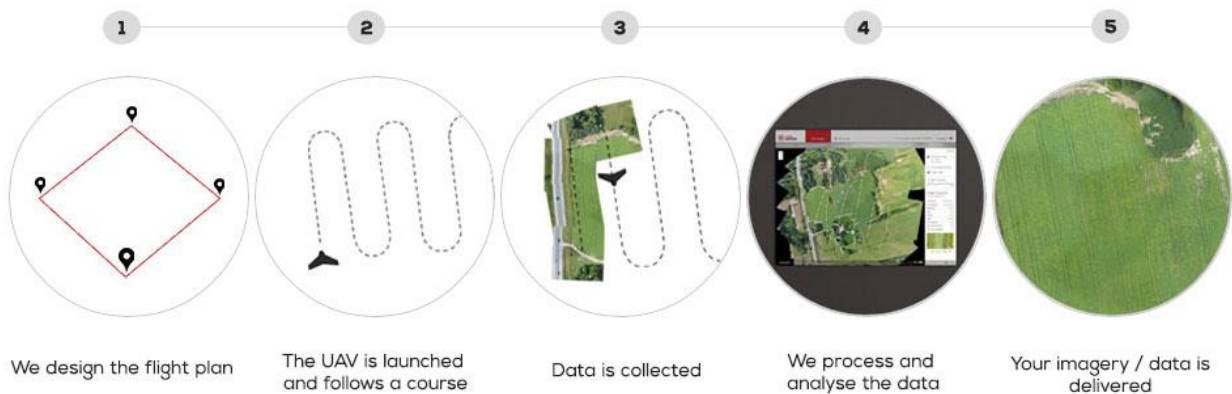 1
2
3
4
5
We design the flight plan
The UAV is launched
and follows a course
Data is collected
We process and
analyse the data
Your imagery / data is
delivered